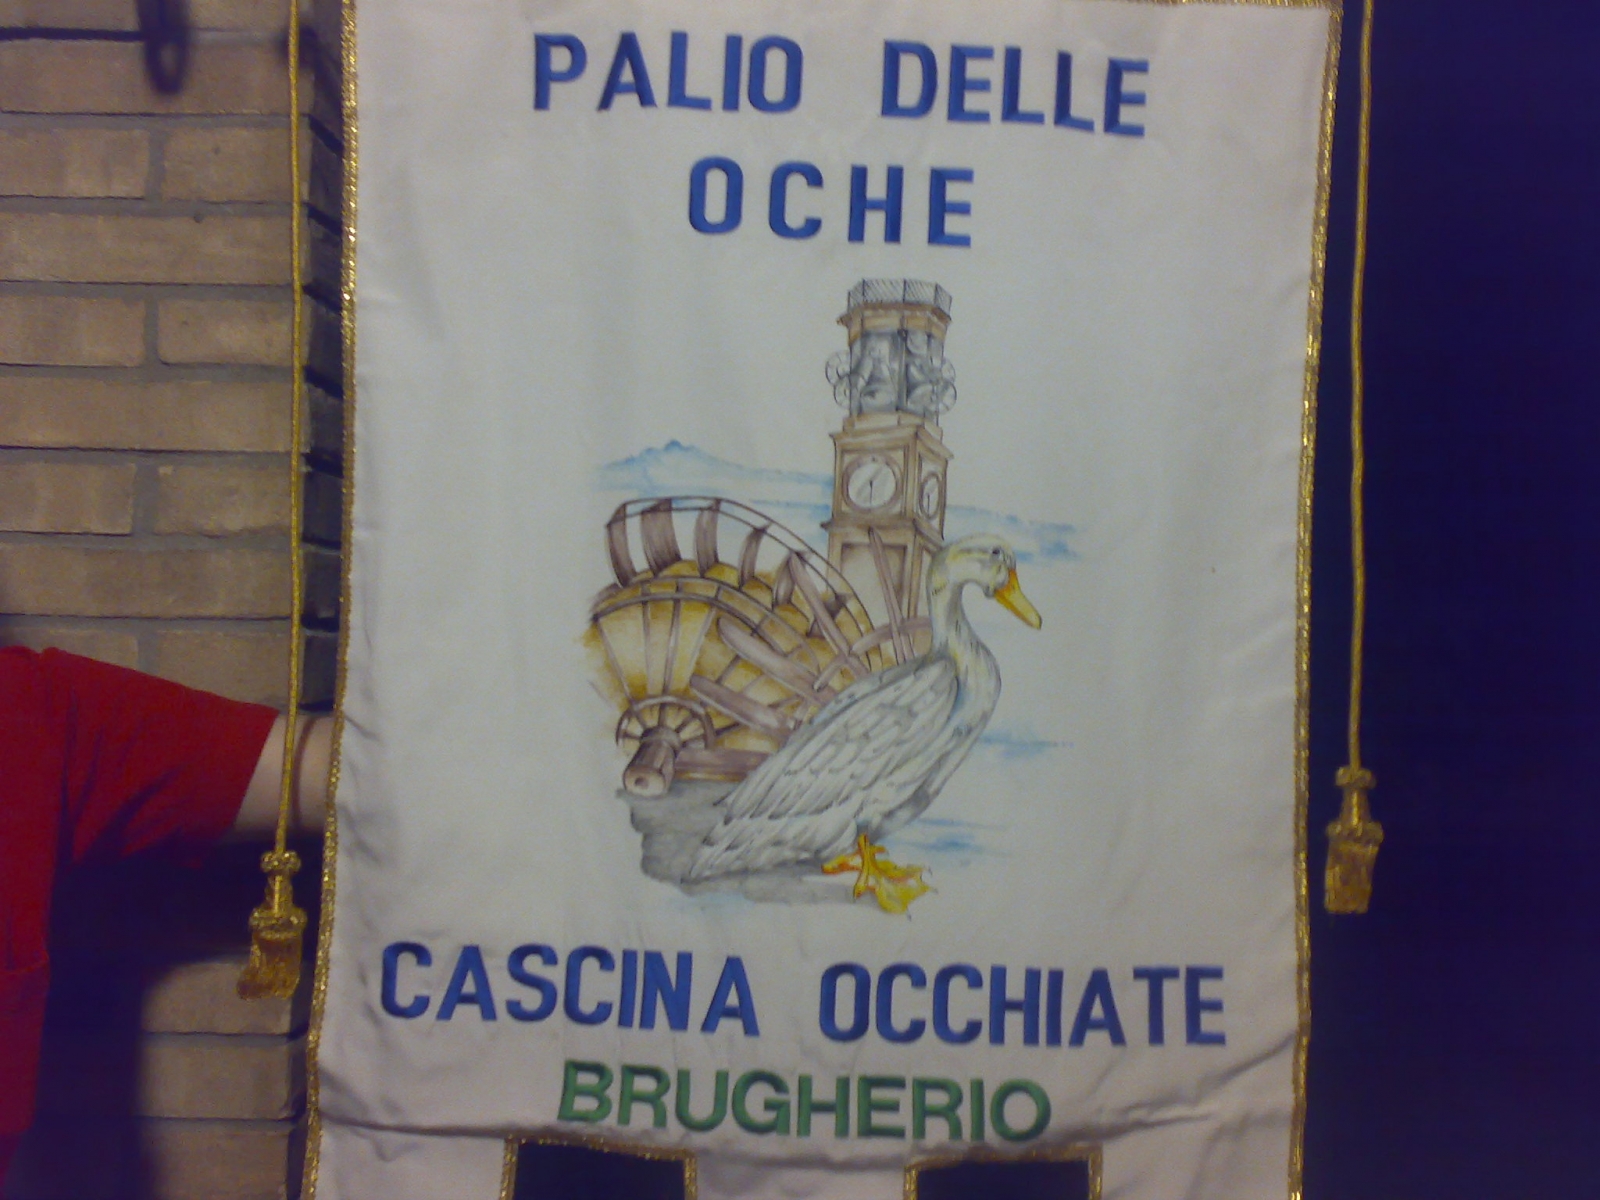 PALIO DELLE
OCHE
CASCINA OCCHIATE
BRUGHERIO